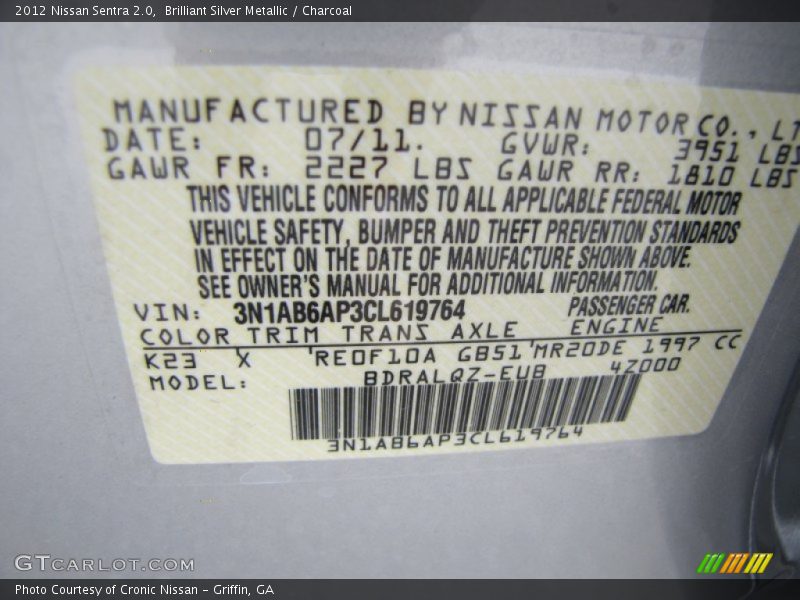 2012 Nissan Sentra 2.0,  Brilliant Silver Metallic / Charcoal
MANUFACTURED BY NISSAN MOTOR CO., LT
DATE: 07/11. GVWR: 3951 LBS
GAWR FR: 2227 LBS GAWR RR: 1810 LBS
THIS VEHICLE CONFORMS TO ALL APPLICABLE FEDERAL MOTOR
VEHICLE SAFETY, BUMPER AND THEFT PREVENTION STANDARDS
IN EFFECT ON THE DATE OF MANUFACTURE SHOWN ABOVE.
SEE OWNER'S MANUAL FOR ADDITIONAL INFORMATION.
VIN: 3N1AB6AP3CL619764 PASSENGER CAR.
COLOR TRIM TRANS AXLE ENGINE
K23 X 'RE0F10A GB51'MR20DE 1997 CC
MODEL: BDRALQZ-EUB 4Z000
3N1AB6AP3CL619764
GTCARLOT.COM
Photo Courtesy of Cronic Nissan – Griffin, GA